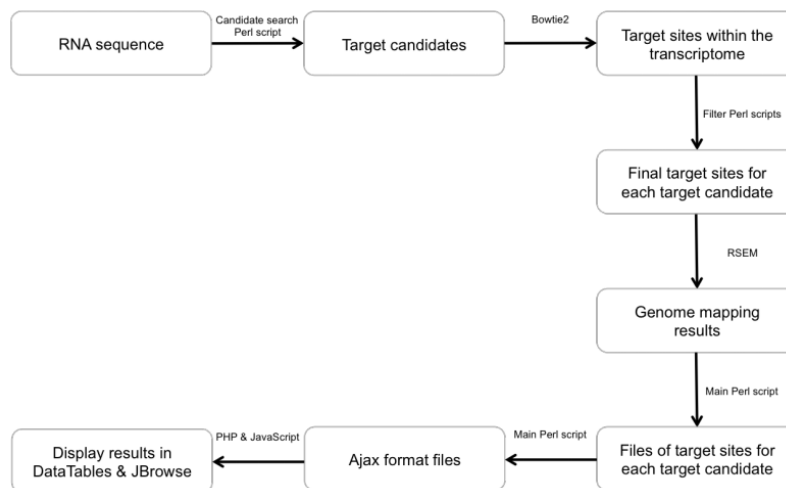 Candidate search
Perl script
Bowtie2
RNA sequence
Target candidates
Target sites within the
transcriptome
Filter Perl scripts
Final target sites for
each target candidate
RSEM
Genome mapping
results
Main Perl script
PHP & JavaScript
Main Perl script
Display results in
DataTables & JBrowse
Ajax format files
Files of target sites for
each target candidate